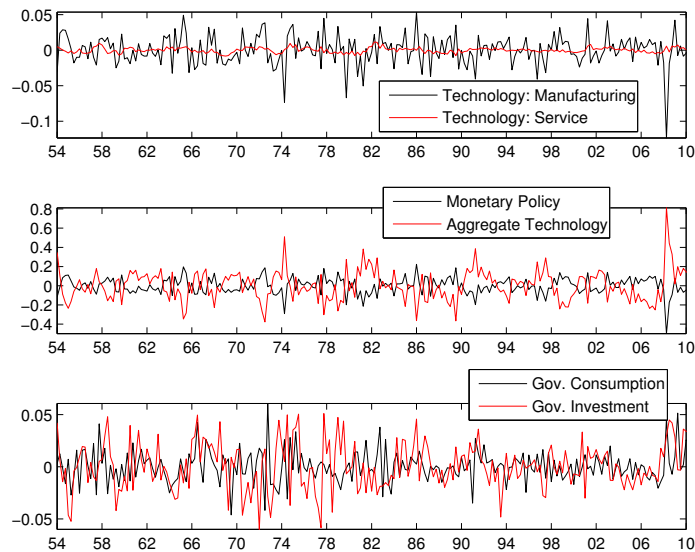 0.05
0
−0.05
−0.1
Technology: Manufacturing
Technology: Service
54 58 62 66 70 74 78 82 86 90 94 98 02 06 10
Monetary Policy
Aggregate Technology
0.8
0.6
0.4
0.2
0
−0.2
−0.4
54 58 62 66 70 74 78 82 86 90 94 98 02 06 10
Gov. Consumption
Gov. Investment
0.05
0
−0.05
54 58 62 66 70 74 78 82 86 90 94 98 02 06 10